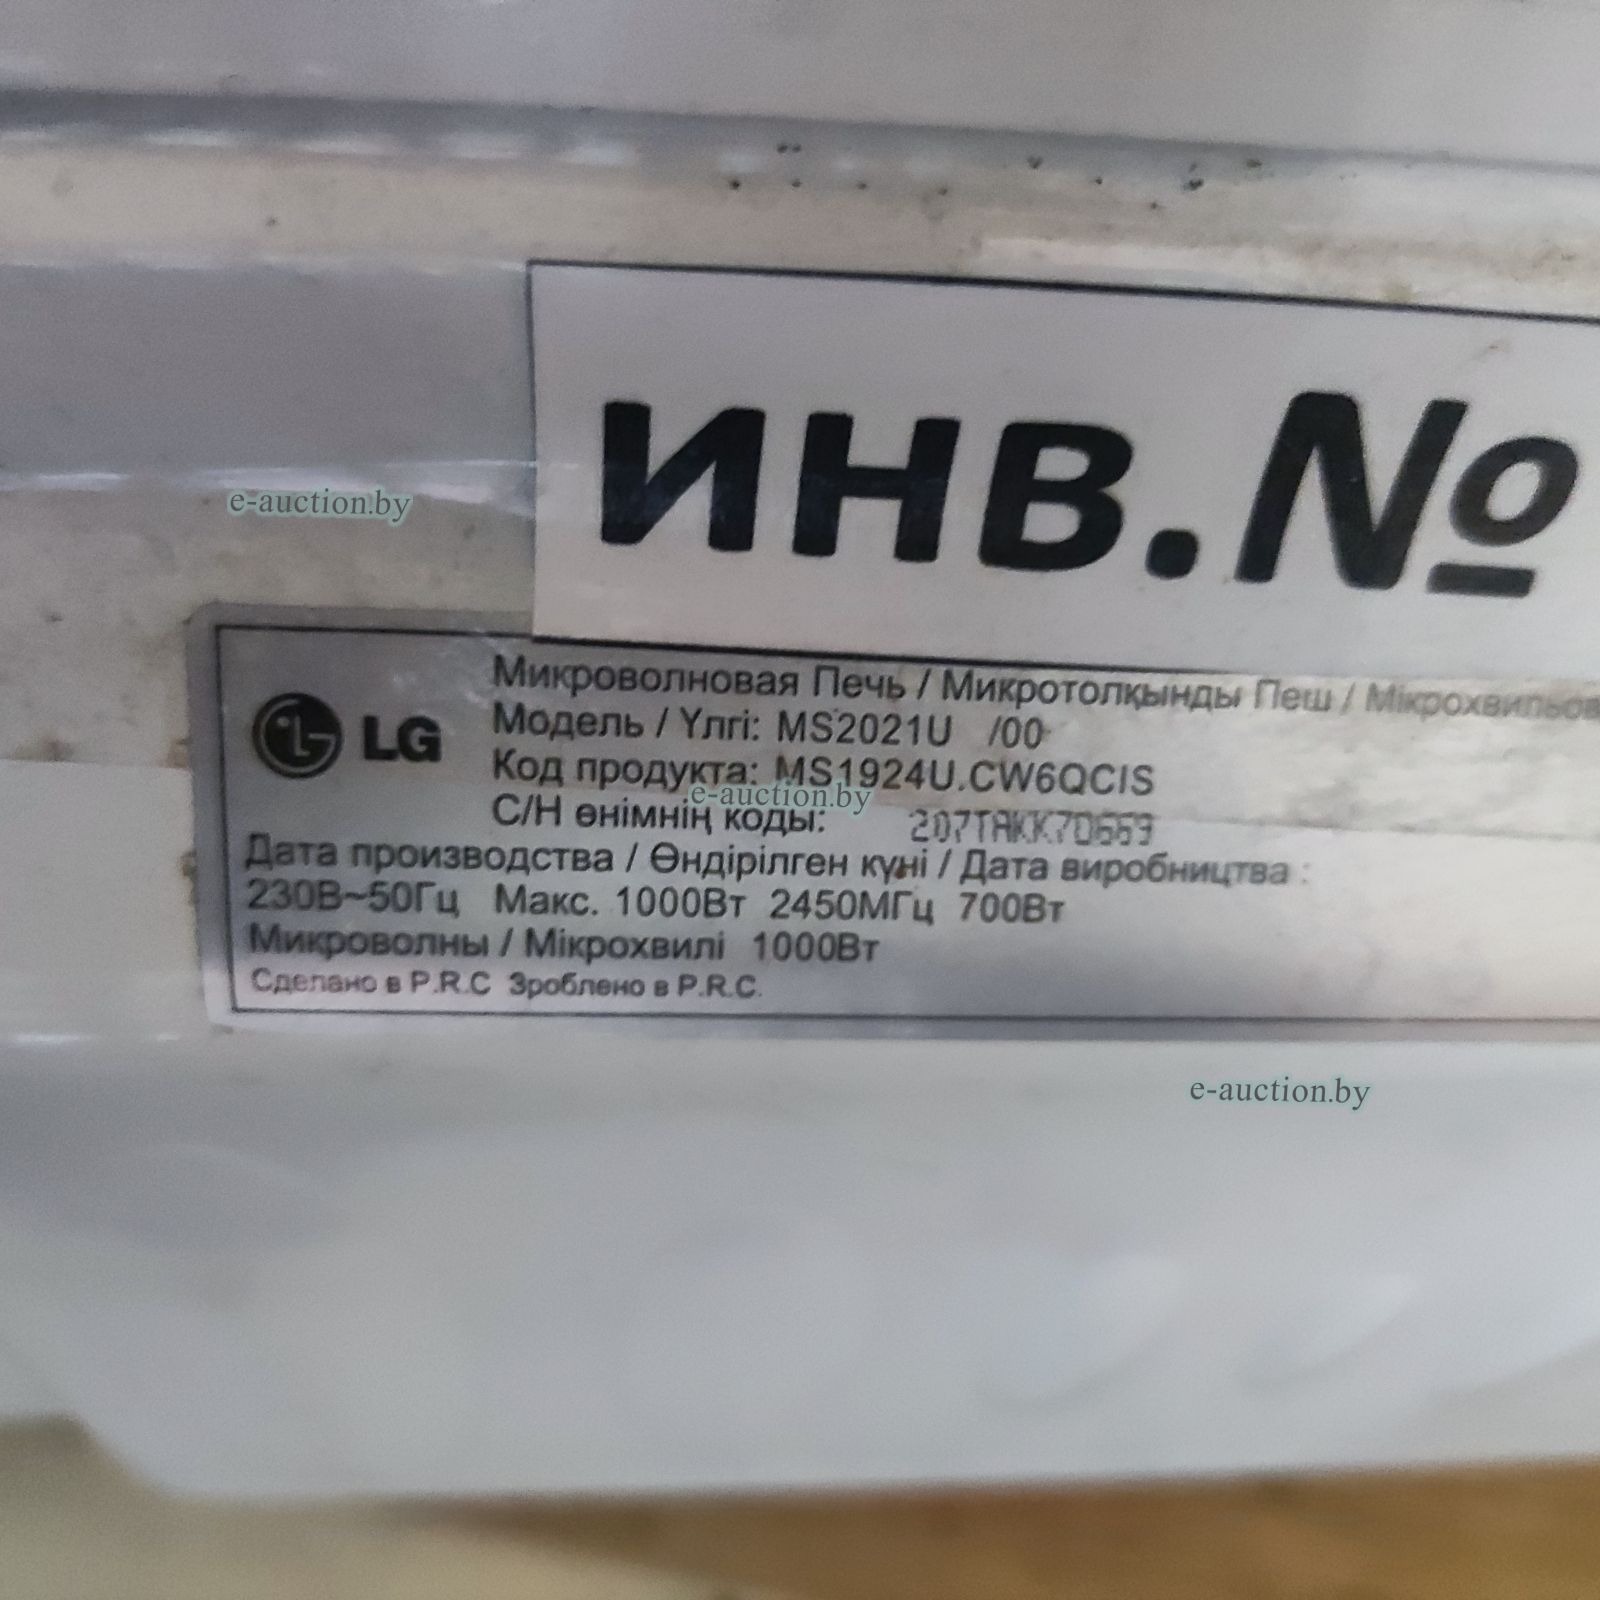 ИНВ.№
e-auction.by
Микроволновая Печь / Микротолқынды Пеш / Мікрохвильова
LG
Модель / Үлгі: MS2021U /00
Код продукта: MS1924U.CW6QCIS
e-auction.by
С/Н өнімнің коды: 207TAKK7D669
Дата производства / Өндірілген күні / Дата виробництва :
230В~50Гц Макс. 1000Вт 2450МГц 700Вт
Микроволны / Мікрохвилі 1000Вт
Сделано в P.R.C Зроблено в P.R.C.
e-auction.by